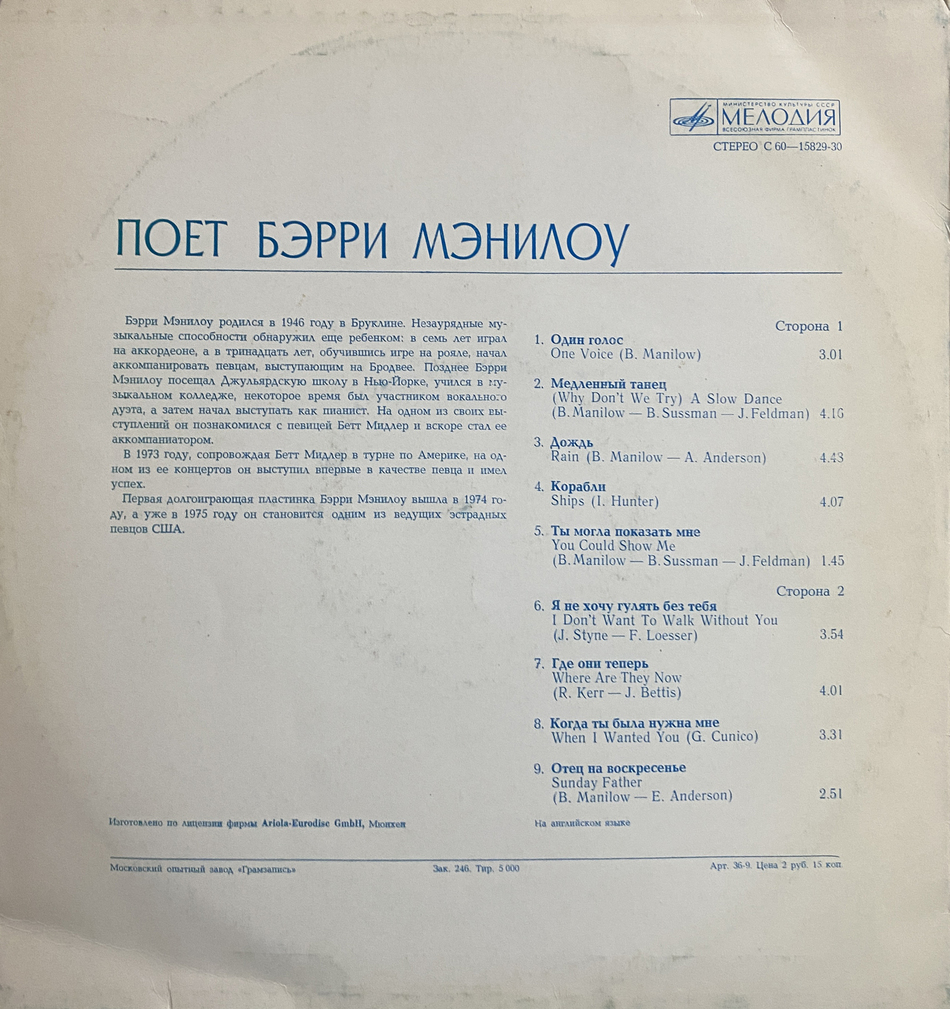 МИНИСТЕРСТВО КУЛЬТУРЫ СССР
МЕЛОДИЯ
ВСЕСОЮЗНАЯ ФИРМА ГРАМПЛАСТИНОК
СТЕРЕО С 60—15829-30
ПОЕТ БЭРРИ МЭНИЛОУ
Бэрри Мэнилоу родился в 1946 году в Бруклине. Незаурядные му-
зыкальные способности обнаружил еще ребенком: в семь лет играл
на аккордеоне, а в тринадцать лет, обучившись игре на рояле, начал
аккомпанировать певцам, выступающим на Бродвее. Позднее Бэрри
Мэнилоу посещал Джульярдскую школу в Нью-Йорке, учился в му-
зыкальном колледже, некоторое время был участником вокального
дуэта, а затем начал выступать как пианист. На одном из своих вы-
ступлений он познакомился с певицей Бетт Мидлер и вскоре стал ее
аккомпаниатором.
В 1973 году, сопровождая Бетт Мидлер в турне по Америке, на од-
ном из ее концертов он выступил впервые в качестве певца и имел
успех.
Первая долгоиграющая пластинка Бэрри Мэнилоу вышла в 1974 го-
ду, а уже в 1975 году он становится одним из ведущих эстрадных
певцов США.
Сторона 1
1. Один голос
One Voice (B. Manilow) 3.01
2. Медленный танец
(Why Don't We Try) A Slow Dance
(B. Manilow — B. Sussman — J. Feldman) 4.16
3. Дождь
Rain (B. Manilow — A. Anderson) 4.43
4. Корабли
Ships (I. Hunter) 4.07
5. Ты могла показать мне
You Could Show Me
(B. Manilow — B. Sussman — J. Feldman) 1.45
Сторона 2
6. Я не хочу гулять без тебя
I Don't Want To Walk Without You
(J. Styne — F. Loesser) 3.54
7. Где они теперь
Where Are They Now
(R. Kerr — J. Bettis) 4.01
8. Когда ты была нужна мне
When I Wanted You (G. Cunico) 3.31
9. Отец на воскресенье
Sunday Father
(B. Manilow — E. Anderson) 2.51
Изготовлено по лицензии фирмы Ariola-Eurodisc GmbH, Мюнхен
На английском языке
Московский опытный завод «Грамзапись» Зак. 246. Тир. 5 000 Арт. 36-9. Цена 2 руб. 15 коп